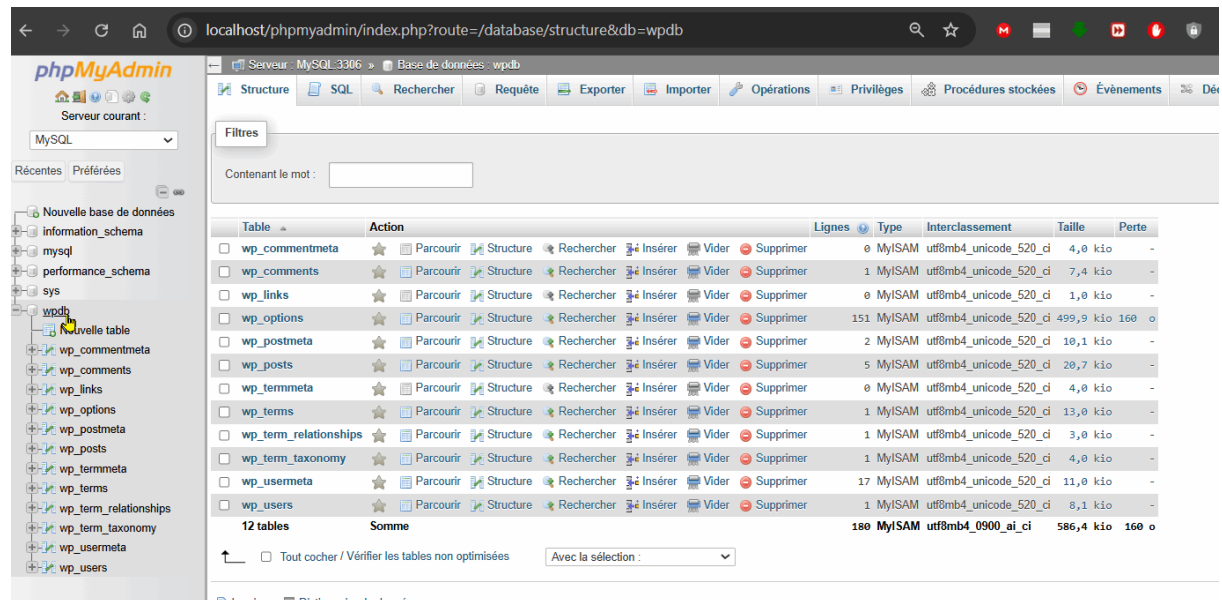 localhost/phpmyadmin/index.php?route=/database/structure&db=wpdb
phpMyAdmin
Serveur courant :
MySQL
Récentes Préférées
Nouvelle base de données
information_schema
mysql
performance_schema
sys
wpdb
Nouvelle table
wp_commentmeta
wp_comments
wp_links
wp_options
wp_postmeta
wp_posts
wp_termmeta
wp_terms
wp_term_relationships
wp_term_taxonomy
wp_usermeta
wp_users
Serveur : MySQL:3306 » Base de données : wpdb
Structure SQL Rechercher Requête Exporter Importer Opérations Privilèges Procédures stockées Évènements Déc
Filtres
Contenant le mot :
Table Action Lignes Type Interclassement Taille Perte
wp_commentmeta Parcourir Structure Rechercher Insérer Vider Supprimer 0 MyISAM utf8mb4_unicode_520_ci 4,0 kio -
wp_comments Parcourir Structure Rechercher Insérer Vider Supprimer 1 MyISAM utf8mb4_unicode_520_ci 7,4 kio -
wp_links Parcourir Structure Rechercher Insérer Vider Supprimer 0 MyISAM utf8mb4_unicode_520_ci 1,0 kio -
wp_options Parcourir Structure Rechercher Insérer Vider Supprimer 151 MyISAM utf8mb4_unicode_520_ci 499,9 kio 160 o
wp_postmeta Parcourir Structure Rechercher Insérer Vider Supprimer 2 MyISAM utf8mb4_unicode_520_ci 10,1 kio -
wp_posts Parcourir Structure Rechercher Insérer Vider Supprimer 5 MyISAM utf8mb4_unicode_520_ci 20,7 kio -
wp_termmeta Parcourir Structure Rechercher Insérer Vider Supprimer 0 MyISAM utf8mb4_unicode_520_ci 4,0 kio -
wp_terms Parcourir Structure Rechercher Insérer Vider Supprimer 1 MyISAM utf8mb4_unicode_520_ci 13,0 kio -
wp_term_relationships Parcourir Structure Rechercher Insérer Vider Supprimer 1 MyISAM utf8mb4_unicode_520_ci 3,0 kio -
wp_term_taxonomy Parcourir Structure Rechercher Insérer Vider Supprimer 1 MyISAM utf8mb4_unicode_520_ci 4,0 kio -
wp_usermeta Parcourir Structure Rechercher Insérer Vider Supprimer 17 MyISAM utf8mb4_unicode_520_ci 11,0 kio -
wp_users Parcourir Structure Rechercher Insérer Vider Supprimer 1 MyISAM utf8mb4_unicode_520_ci 8,1 kio -
12 tables Somme 180 MyISAM utf8mb4_0900_ai_ci 586,4 kio 160 o
Tout cocher / Vérifier les tables non optimisées Avec la sélection :